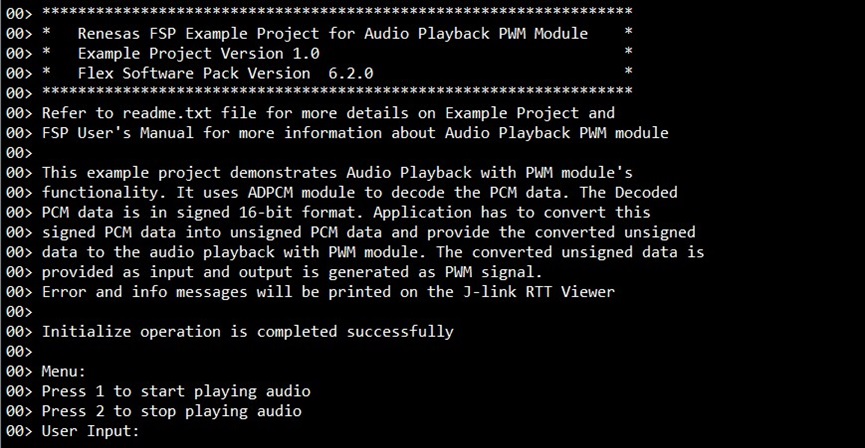 00> ******************************************************************
00> *   Renesas FSP Example Project for Audio Playback PWM Module    *
00> *   Example Project Version 1.0                                  *
00> *   Flex Software Pack Version  6.2.0                            *
00> ******************************************************************
00> Refer to readme.txt file for more details on Example Project and
00> FSP User's Manual for more information about Audio Playback PWM module
00>
00> This example project demonstrates Audio Playback with PWM module's
00> functionality. It uses ADPCM module to decode the PCM data. The Decoded
00> PCM data is in signed 16-bit format. Application has to convert this
00> signed PCM data into unsigned PCM data and provide the converted unsigned
00> data to the audio playback with PWM module. The converted unsigned data is
00> provided as input and output is generated as PWM signal.
00> Error and info messages will be printed on the J-link RTT Viewer
00>
00> Initialize operation is completed successfully
00>
00> Menu:
00> Press 1 to start playing audio
00> Press 2 to stop playing audio
00> User Input: